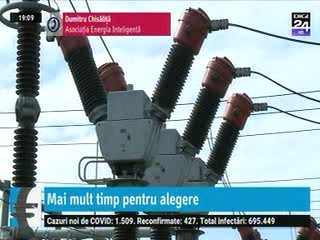 19:09
Dumitru Chisăliță
Asociația Energia Inteligentă
DIGI
24
HD
Mai mult timp pentru alegere
Cazuri noi de COVID: 1.509. Reconfirmate: 427. Total infectări: 695.449